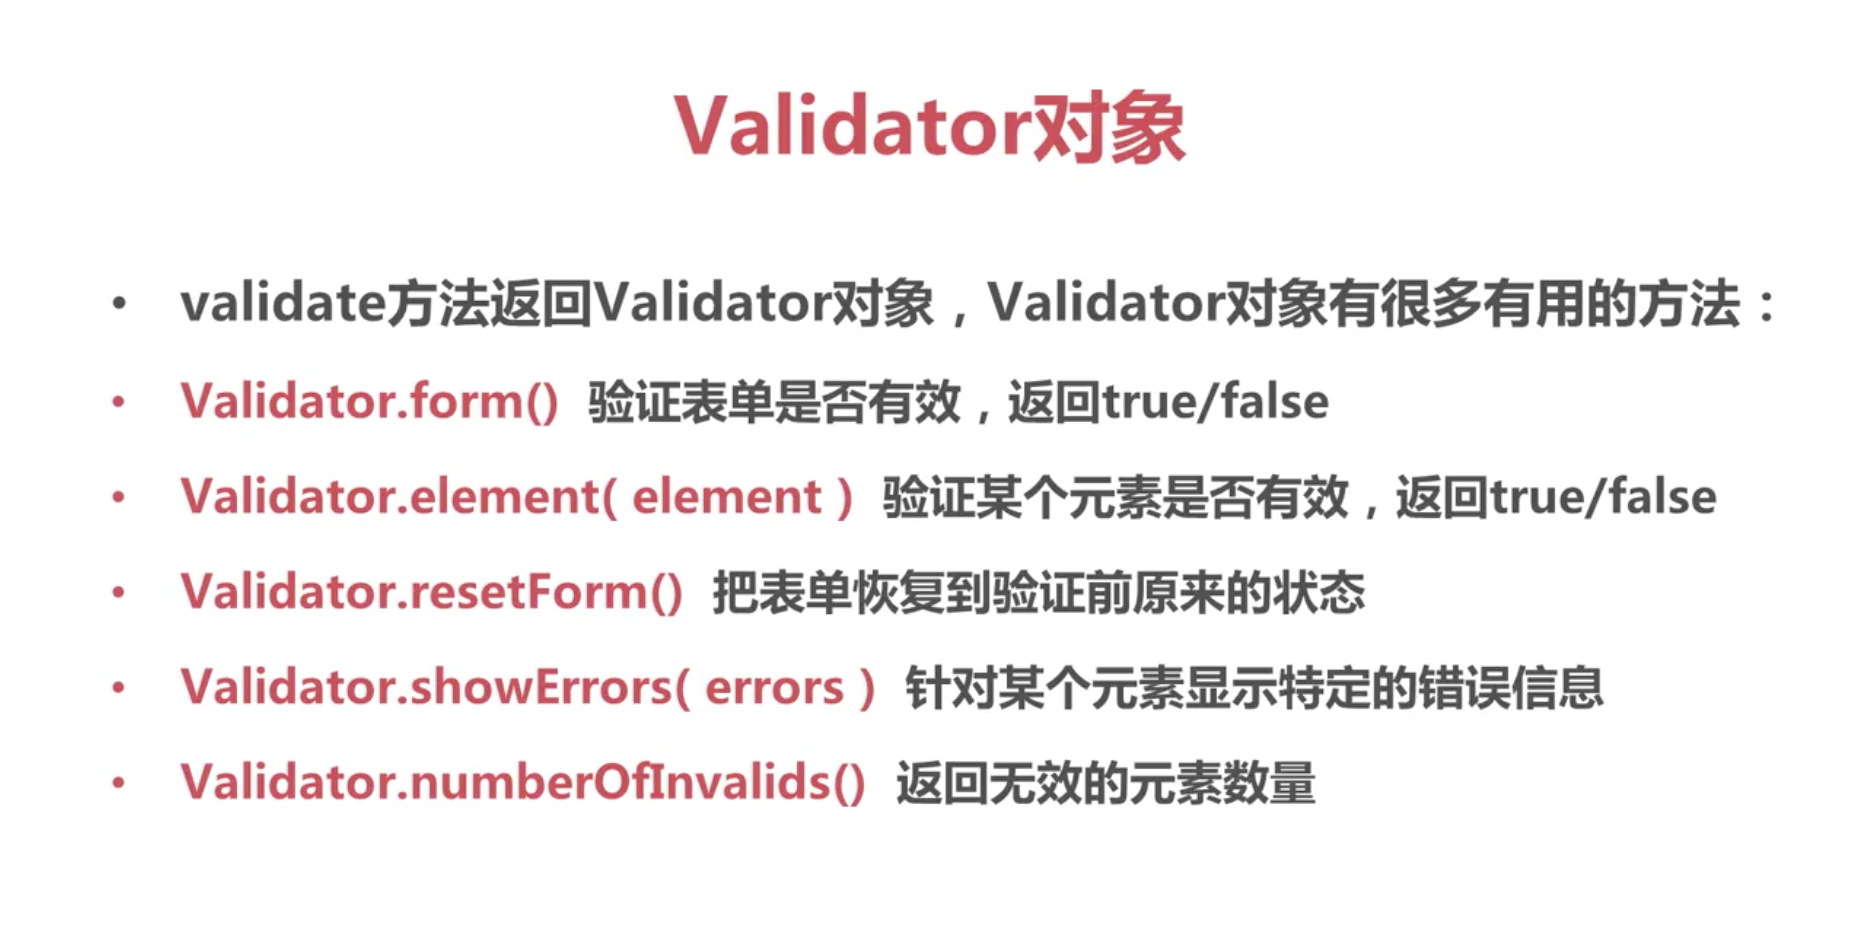 Validator对象
• validate方法返回Validator对象，Validator对象有很多有用的方法：
• Validator.form() 验证表单是否有效，返回true/false
• Validator.element( element ) 验证某个元素是否有效，返回true/false
• Validator.resetForm() 把表单恢复到验证前原来的状态
• Validator.showErrors( errors ) 针对某个元素显示特定的错误信息
• Validator.numberOfInvalids() 返回无效的元素数量